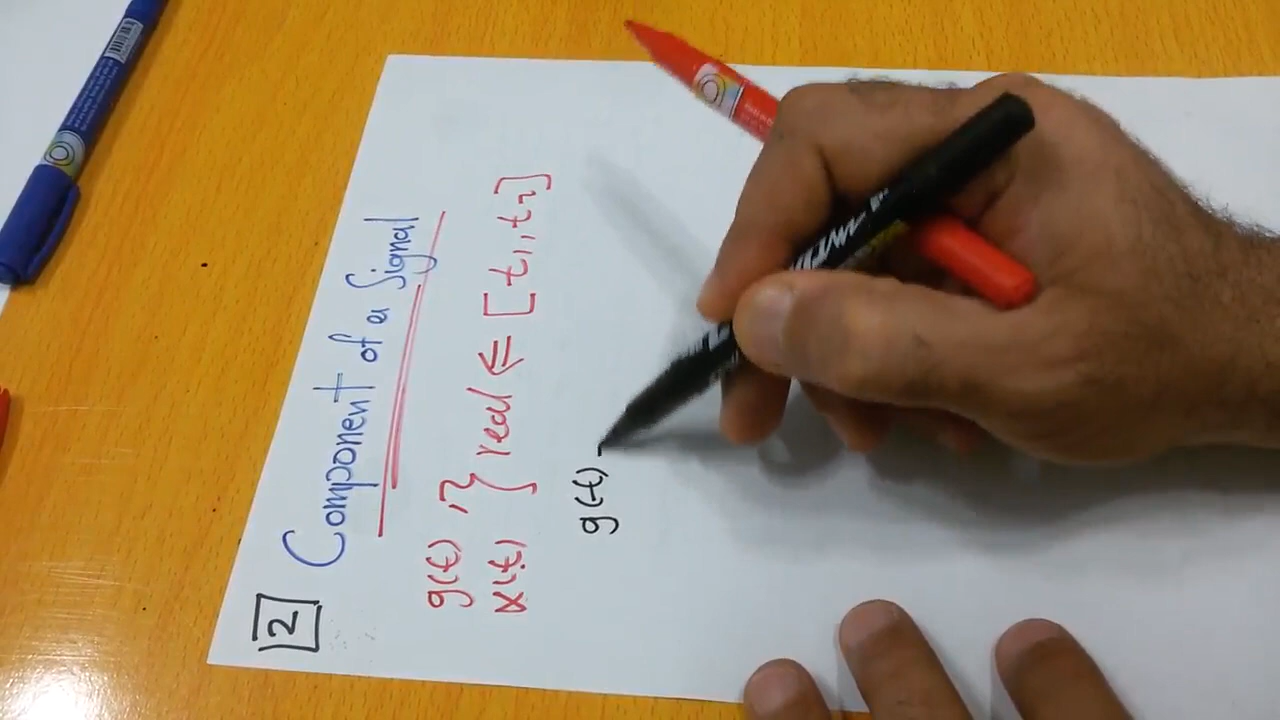 2
Component of a Signal
g(t) ,
x(t) } real ∈ [t1, t2]
g(t)